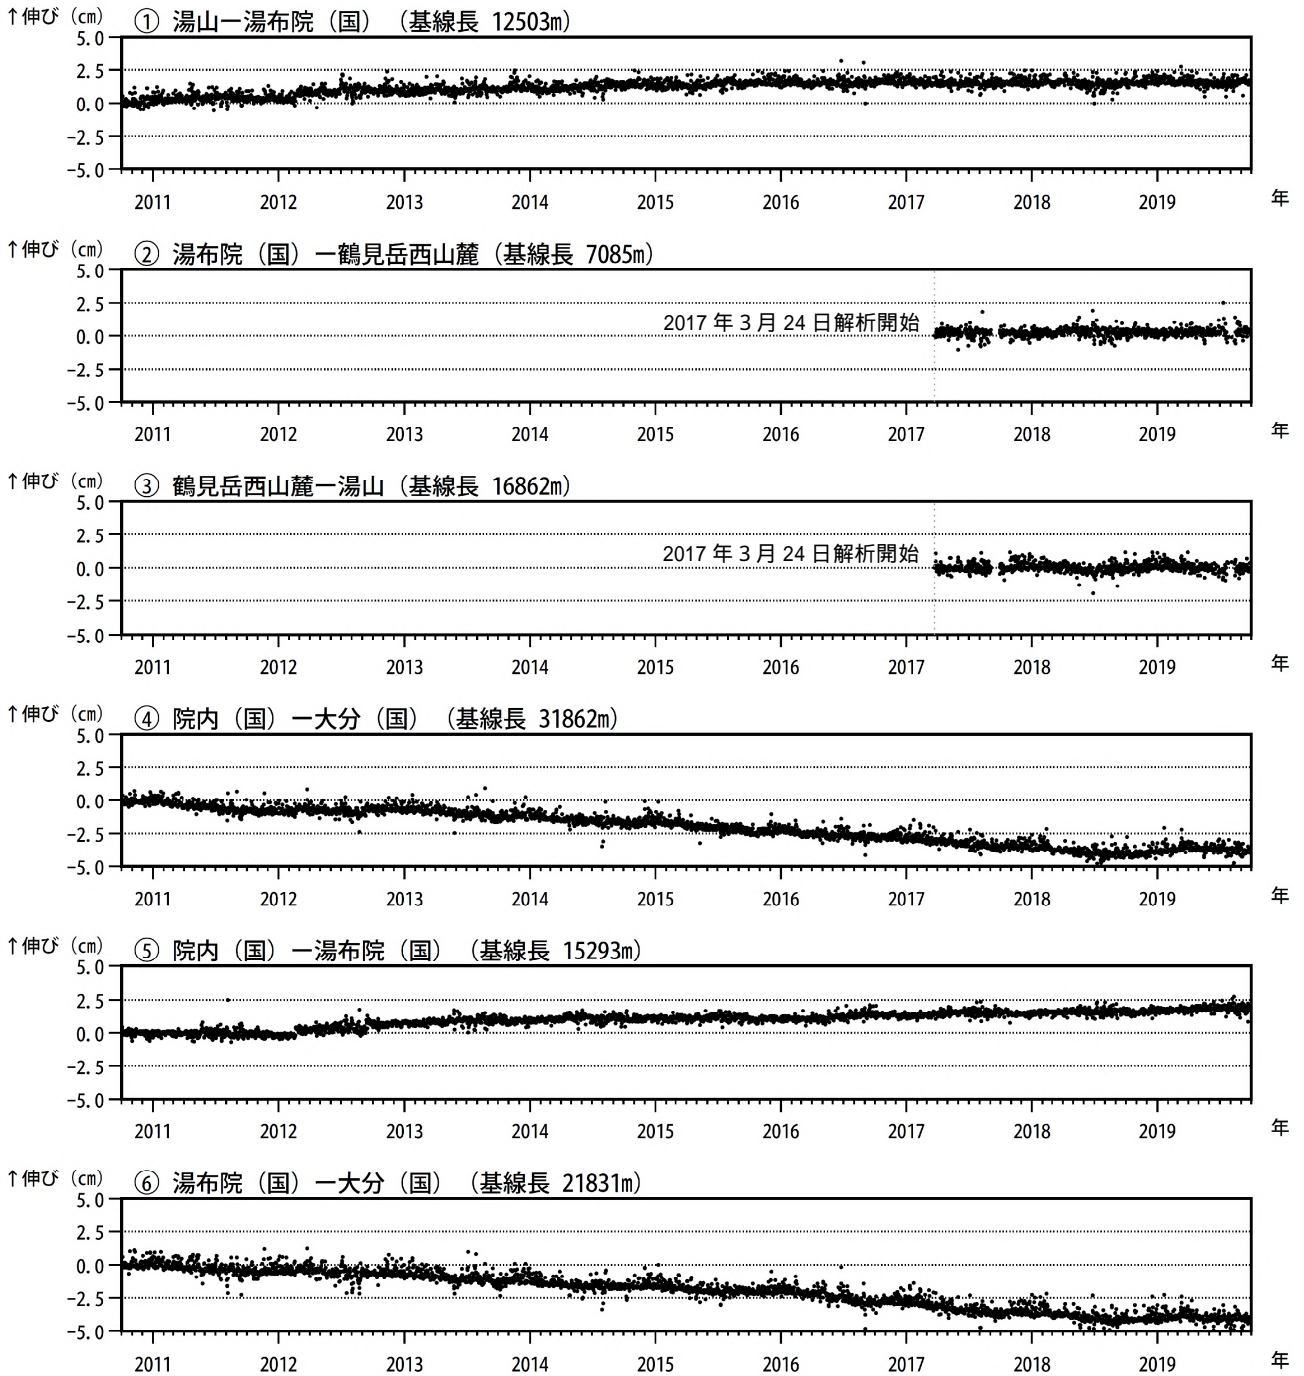 ↑伸び（㎝） ① 湯山ー湯布院（国）（基線長 12503m）
5.0
2.5
0.0
−2.5
−5.0
2011 2012 2013 2014 2015 2016 2017 2018 2019 年
↑伸び（㎝） ② 湯布院（国）ー鶴見岳西山麓（基線長 7085m）
5.0
2.5
2017 年 3 月 24 日解析開始
0.0
−2.5
−5.0
2011 2012 2013 2014 2015 2016 2017 2018 2019 年
↑伸び（㎝） ③ 鶴見岳西山麓ー湯山（基線長 16862m）
5.0
2.5
2017 年 3 月 24 日解析開始
0.0
−2.5
−5.0
2011 2012 2013 2014 2015 2016 2017 2018 2019 年
↑伸び（㎝） ④ 院内（国）ー大分（国）（基線長 31862m）
5.0
2.5
0.0
−2.5
−5.0
2011 2012 2013 2014 2015 2016 2017 2018 2019 年
↑伸び（㎝） ⑤ 院内（国）ー湯布院（国）（基線長 15293m）
5.0
2.5
0.0
−2.5
−5.0
2011 2012 2013 2014 2015 2016 2017 2018 2019 年
↑伸び（㎝） ⑥ 湯布院（国）ー大分（国）（基線長 21831m）
5.0
2.5
0.0
−2.5
−5.0
2011 2012 2013 2014 2015 2016 2017 2018 2019 年